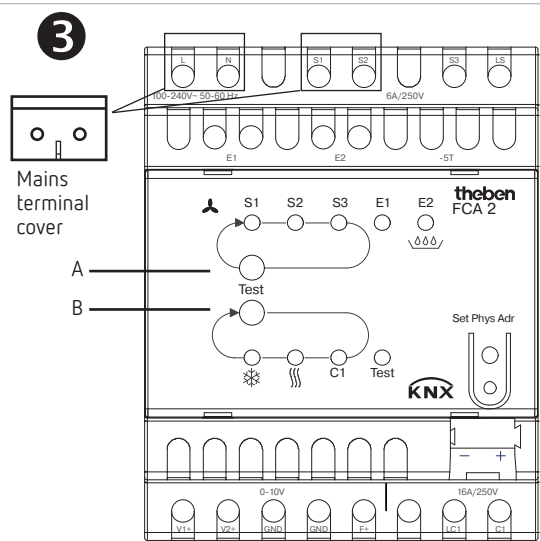 3
L N S1 S2 S3 LS
100-240V~ 50-60 Hz 6A/250V
E1 E2 -5T
Mains
terminal
cover
theben
FCA 2
S1 S2 S3 E1 E2
A
Test
B
Set Phys Adr
C1 Test
KNX
− +
0-10V 16A/250V
V1+ V2+ GND GND F+ LC1 C1